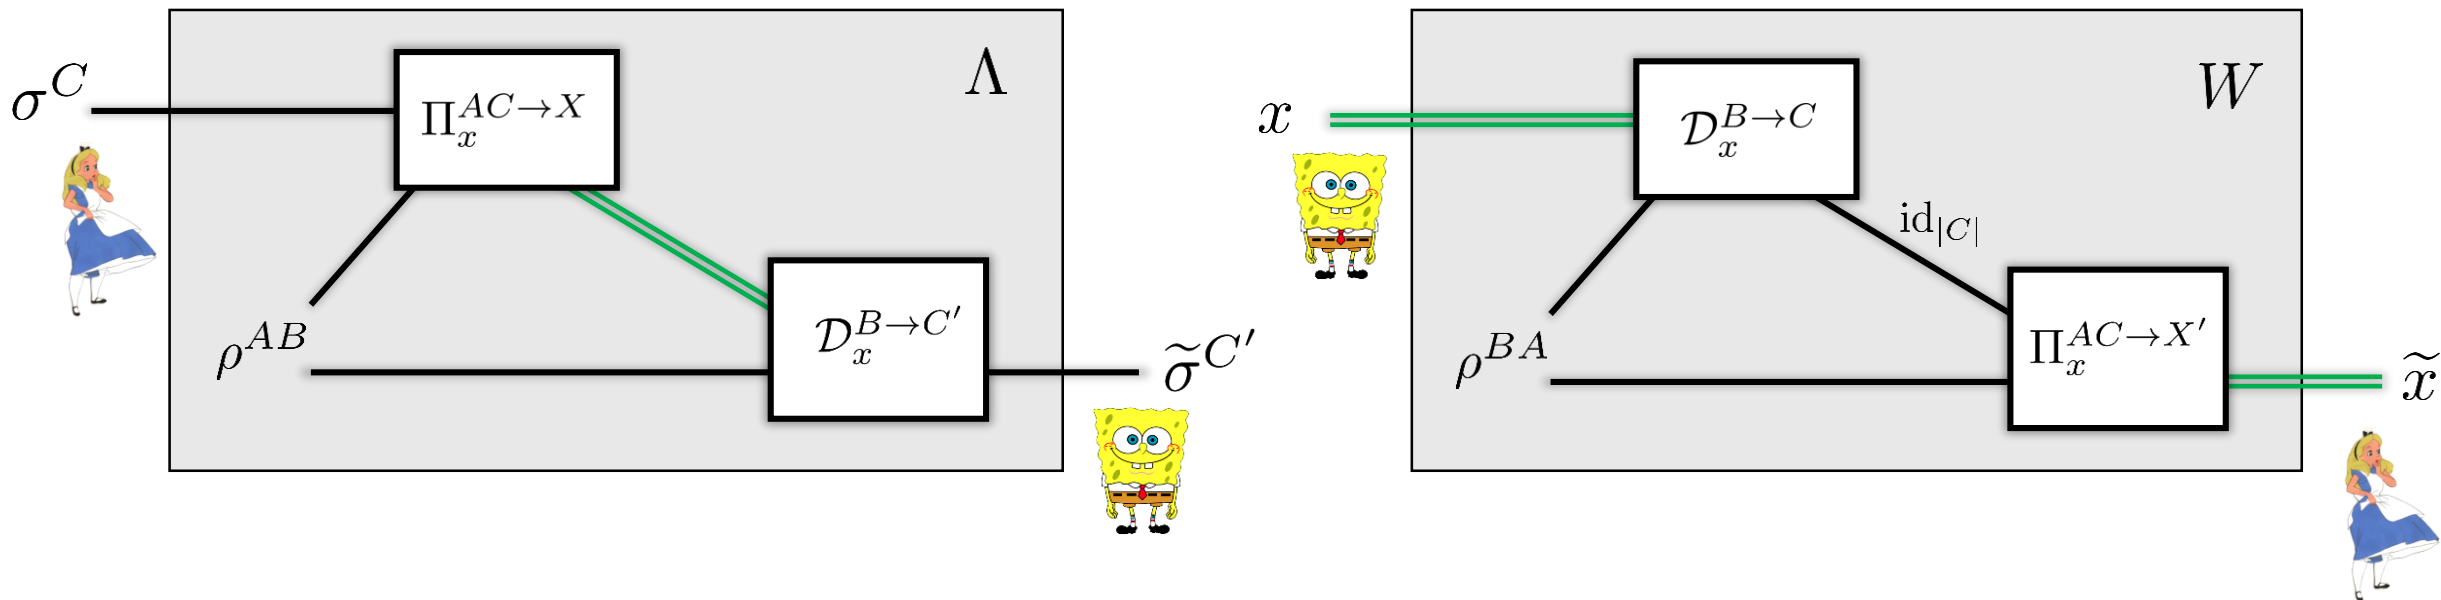 σ^C
Π_x^{AC→X}
Λ
ρ^{AB}
𝒟_x^{B→C′}
σ̃^{C′}
x
𝒟_x^{B→C}
W
id_{|C|}
ρ^{BA}
Π_x^{AC→X′}
x̃